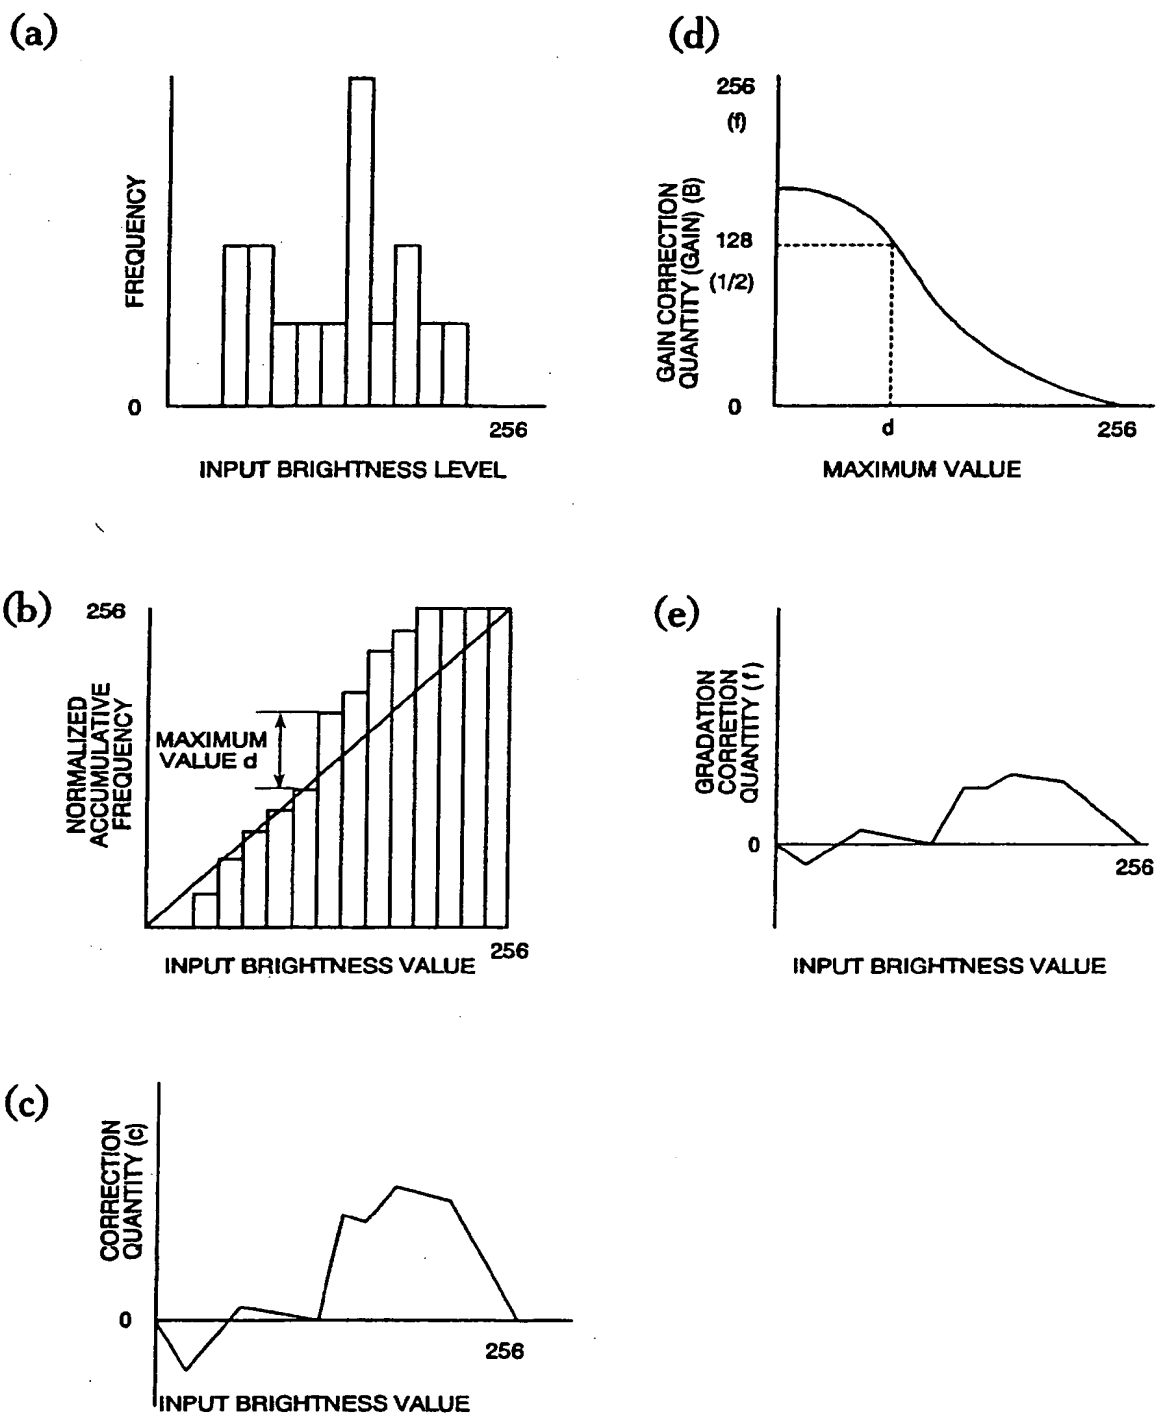 (a)
FREQUENCY
0
256
INPUT BRIGHTNESS LEVEL
(b)
256
NORMALIZED
ACCUMULATIVE
FREQUENCY
MAXIMUM
VALUE d
256
INPUT BRIGHTNESS VALUE
(c)
CORRECTION
QUANTITY (c)
0
256
INPUT BRIGHTNESS VALUE
(d)
256
(f)
GAIN CORRECTION
QUANTITY (GAIN) (B)
128
(1/2)
0
d
256
MAXIMUM VALUE
(e)
GRADATION
CORRETION
QUANTITY (f)
0
256
INPUT BRIGHTNESS VALUE